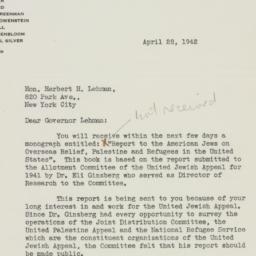 ER
D
GREENMAN
OWENSTEIN
LL
ENBLOOM
L SILVER
April 28, 1942
Hon. Herbert H. Lehman,
820 Park Ave.,
New York City
not received
Dear Governor Lehman:
You will receive within the next few days a
monograph entitled: "Report to the American Jews on
Overseas Relief, Palestine and Refugees in the United
States". This book is based on the report submitted
to the Allotment Committee of the United Jewish Appeal for
1941 by Dr. Eli Ginsberg who served as Director of
Research to the Committee.
This report is being sent to you because of your
long interest in and work for the United Jewish Appeal.
Since Dr. Ginsberg had every opportunity to survey the
operations of the Joint Distribution Committee, the
United Palestine Appeal and the National Refugee Service
which are the constituent organisations of the United
Jewish Appeal, the Committee felt that his report should
be made public.